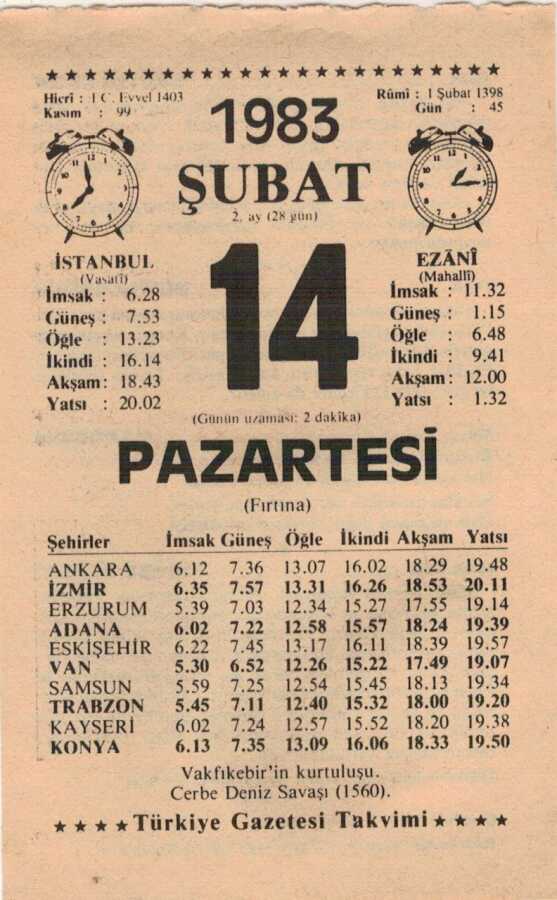 Hicrî : 1 C. Evvel 1403
Kasım : 99
1983
Rûmî : 1 Şubat 1398
Gün : 45
ŞUBAT
2. ay (28 gün)
14
İSTANBUL
(Vasatî)
İmsak : 6.28
Güneş : 7.53
Öğle : 13.23
İkindi : 16.14
Akşam: 18.43
Yatsı : 20.02
EZÂNÎ
(Mahallî)
İmsak : 11.32
Güneş : 1.15
Öğle : 6.48
İkindi : 9.41
Akşam: 12.00
Yatsı : 1.32
(Günün uzaması: 2 dakîka)
PAZARTESİ
(Fırtına)
Şehirler İmsak Güneş Öğle İkindi Akşam Yatsı
ANKARA 6.12 7.36 13.07 16.02 18.29 19.48
İZMİR 6.35 7.57 13.31 16.26 18.53 20.11
ERZURUM 5.39 7.03 12.34 15.27 17.55 19.14
ADANA 6.02 7.22 12.58 15.57 18.24 19.39
ESKİŞEHİR 6.22 7.45 13.17 16.11 18.39 19.57
VAN 5.30 6.52 12.26 15.22 17.49 19.07
SAMSUN 5.59 7.25 12.54 15.45 18.13 19.34
TRABZON 5.45 7.11 12.40 15.32 18.00 19.20
KAYSERİ 6.02 7.24 12.57 15.52 18.20 19.38
KONYA 6.13 7.35 13.09 16.06 18.33 19.50
Vakfıkebir'in kurtuluşu.
Cerbe Deniz Savaşı (1560).
★★★★Türkiye Gazetesi Takvimi★★★★